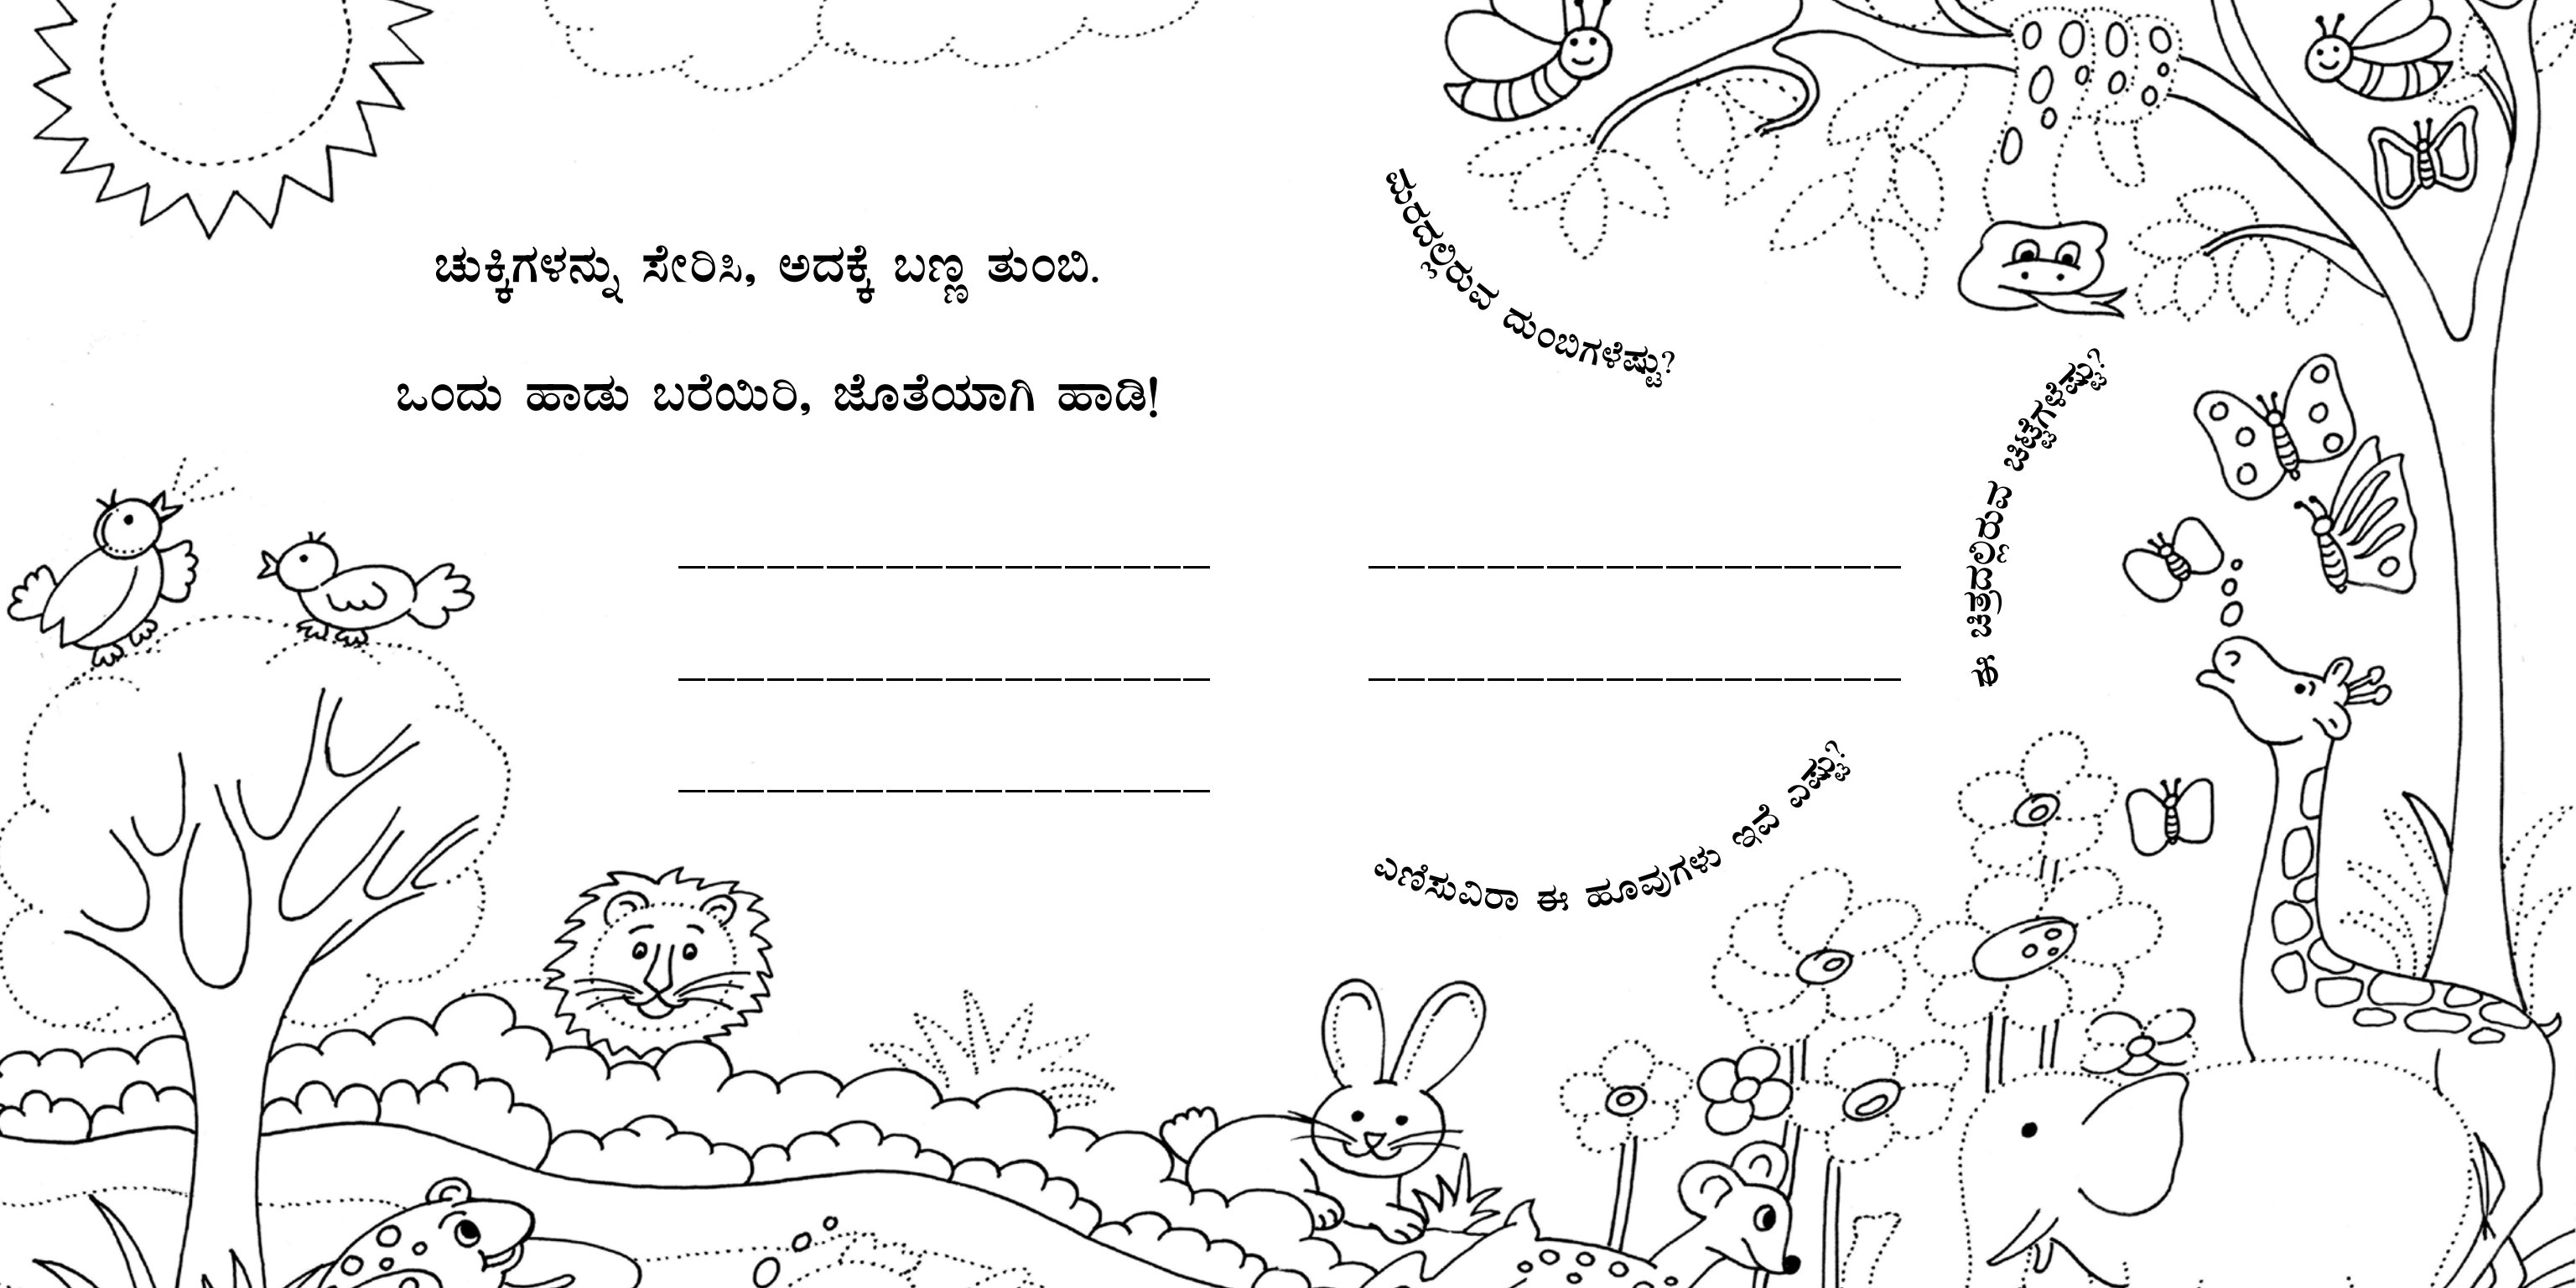 ಚುಕ್ಕಿಗಳನ್ನು ಸೇರಿಸಿ, ಅದಕ್ಕೆ ಬಣ್ಣ ತುಂಬಿ.
ಒಂದು ಹಾಡು ಬರೆಯಿರಿ, ಜೊತೆಯಾಗಿ ಹಾಡಿ!
ಮರದಲ್ಲಿರುವ ದುಂಬಿಗಳೆಷ್ಟು?
ಈ ಚಿತ್ರದಲ್ಲಿರುವ ಚಿಟ್ಟೆಗಳೆಷ್ಟು?
ಎಣಿಸುವಿರಾ ಈ ಹೂವುಗಳು ಇವೆ ಎಷ್ಟು?